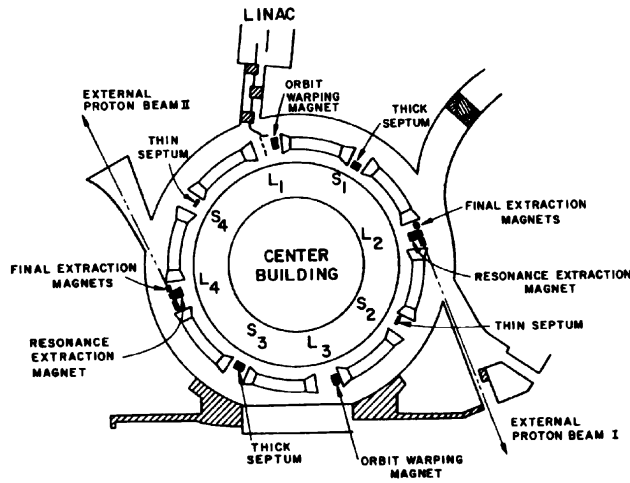 LINAC
EXTERNAL
PROTON BEAM II
ORBIT
WARPING
MAGNET
THICK
SEPTUM
THIN
SEPTUM
L1
S1
S4
L2
FINAL EXTRACTION
MAGNETS
CENTER
BUILDING
FINAL EXTRACTION
MAGNETS
L4
RESONANCE EXTRACTION
MAGNET
S2
S3
L3
THIN SEPTUM
RESONANCE
EXTRACTION
MAGNET
THICK
SEPTUM
ORBIT WARPING
MAGNET
EXTERNAL
PROTON BEAM I